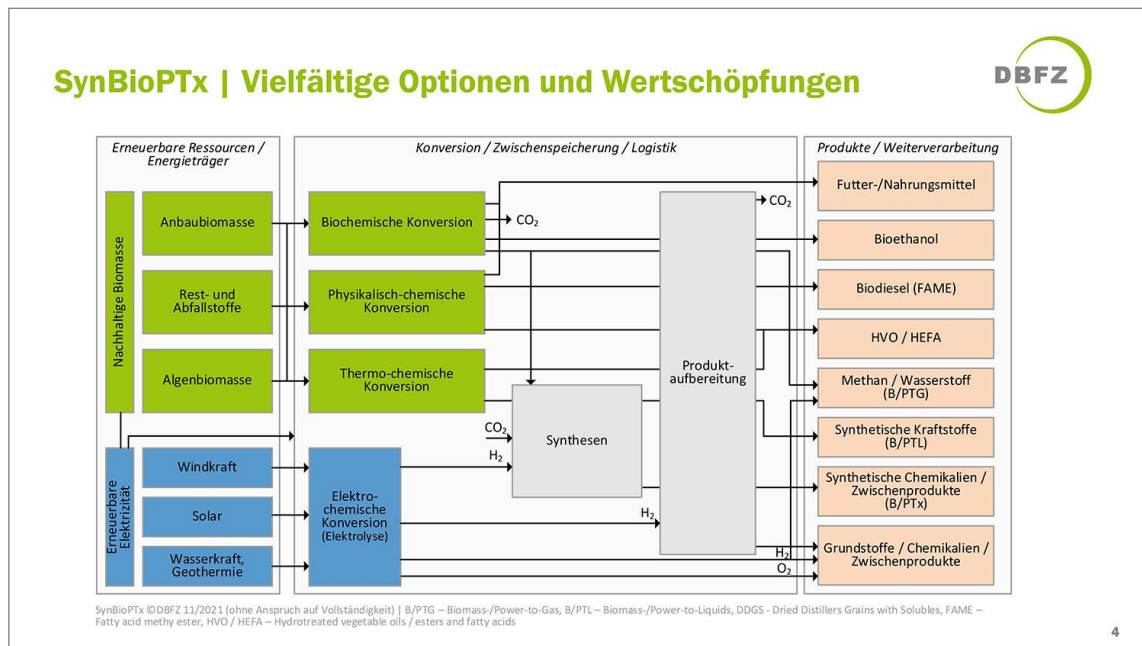 SynBioPTx | Vielfältige Optionen und Wertschöpfungen
DBFZ
Erneuerbare Ressourcen /
Energieträger
Konversion / Zwischenspeicherung / Logistik
Produkte / Weiterverarbeitung
Nachhaltige Biomasse
Anbaubiomasse
Rest- und
Abfallstoffe
Algenbiomasse
Erneuerbare
Elektrizität
Windkraft
Solar
Wasserkraft,
Geothermie
Biochemische Konversion
CO₂
Physikalisch-chemische
Konversion
Thermo-chemische
Konversion
Elektro-
chemische
Konversion
(Elektrolyse)
CO₂
H₂
Synthesen
H₂
Produkt-
aufbereitung
CO₂
H₂
O₂
Futter-/Nahrungsmittel
Bioethanol
Biodiesel (FAME)
HVO / HEFA
Methan / Wasserstoff
(B/PTG)
Synthetische Kraftstoffe
(B/PTL)
Synthetische Chemikalien /
Zwischenprodukte
(B/PTx)
Grundstoffe / Chemikalien /
Zwischenprodukte
SynBioPTx ©DBFZ 11/2021 (ohne Anspruch auf Vollständigkeit) | B/PTG – Biomass-/Power-to-Gas, B/PTL – Biomass-/Power-to-Liquids, DDGS - Dried Distillers Grains with Solubles, FAME –
Fatty acid methy ester, HVO / HEFA – Hydrotreated vegetable oils / esters and fatty acids
4